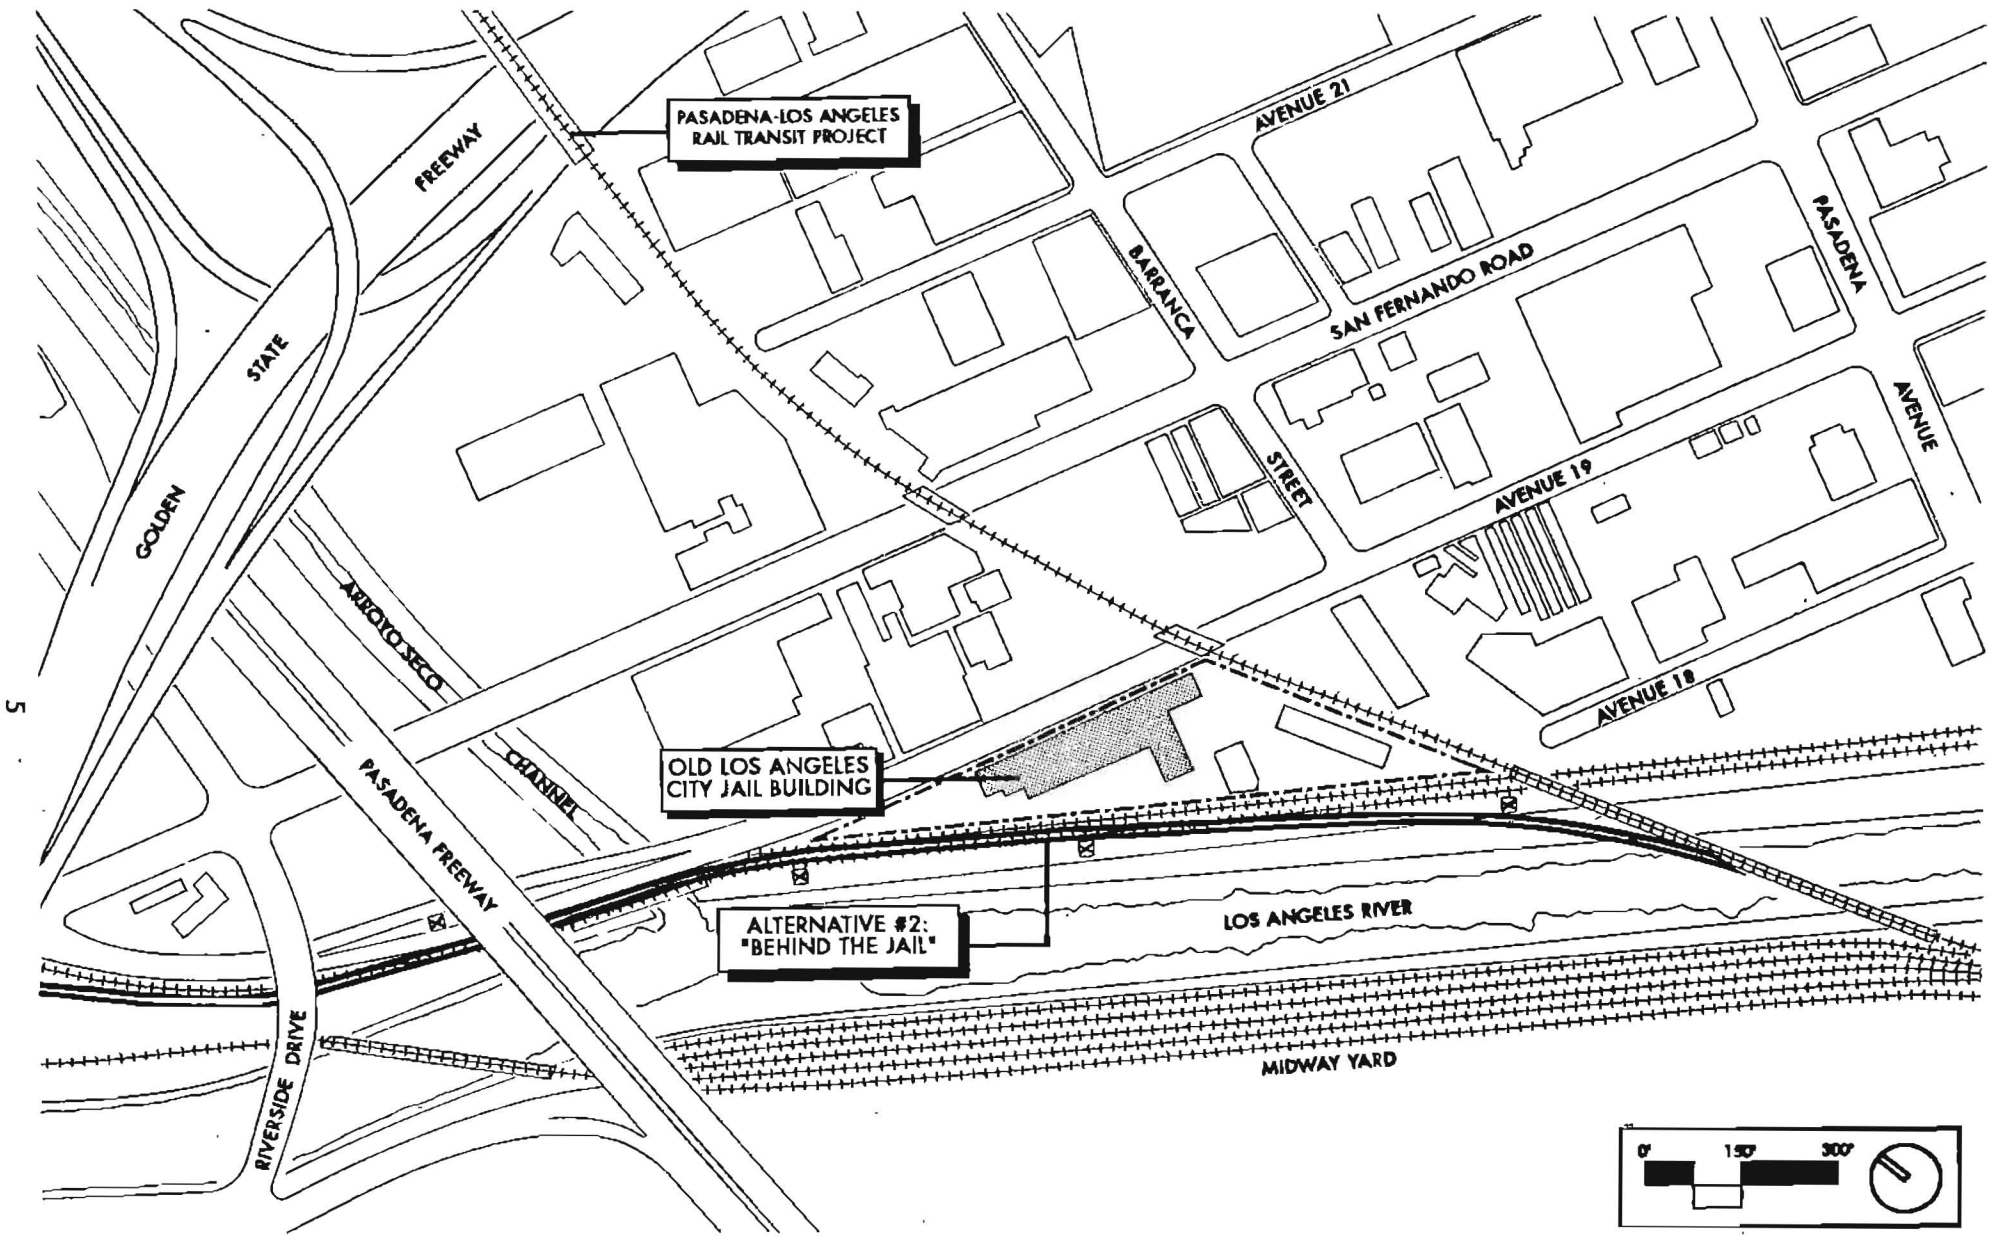 PASADENA-LOS ANGELES
RAIL TRANSIT PROJECT
FREEWAY
STATE
GOLDEN
AVENUE 21
BARRANCA
STREET
SAN FERNANDO ROAD
PASADENA
AVENUE
AVENUE 19
AVENUE 18
ARROYO SECO
CHANNEL
PASADENA FREEWAY
OLD LOS ANGELES
CITY JAIL BUILDING
ALTERNATIVE #2:
"BEHIND THE JAIL"
LOS ANGELES RIVER
MIDWAY YARD
RIVERSIDE DRIVE
5
0' 150' 300'